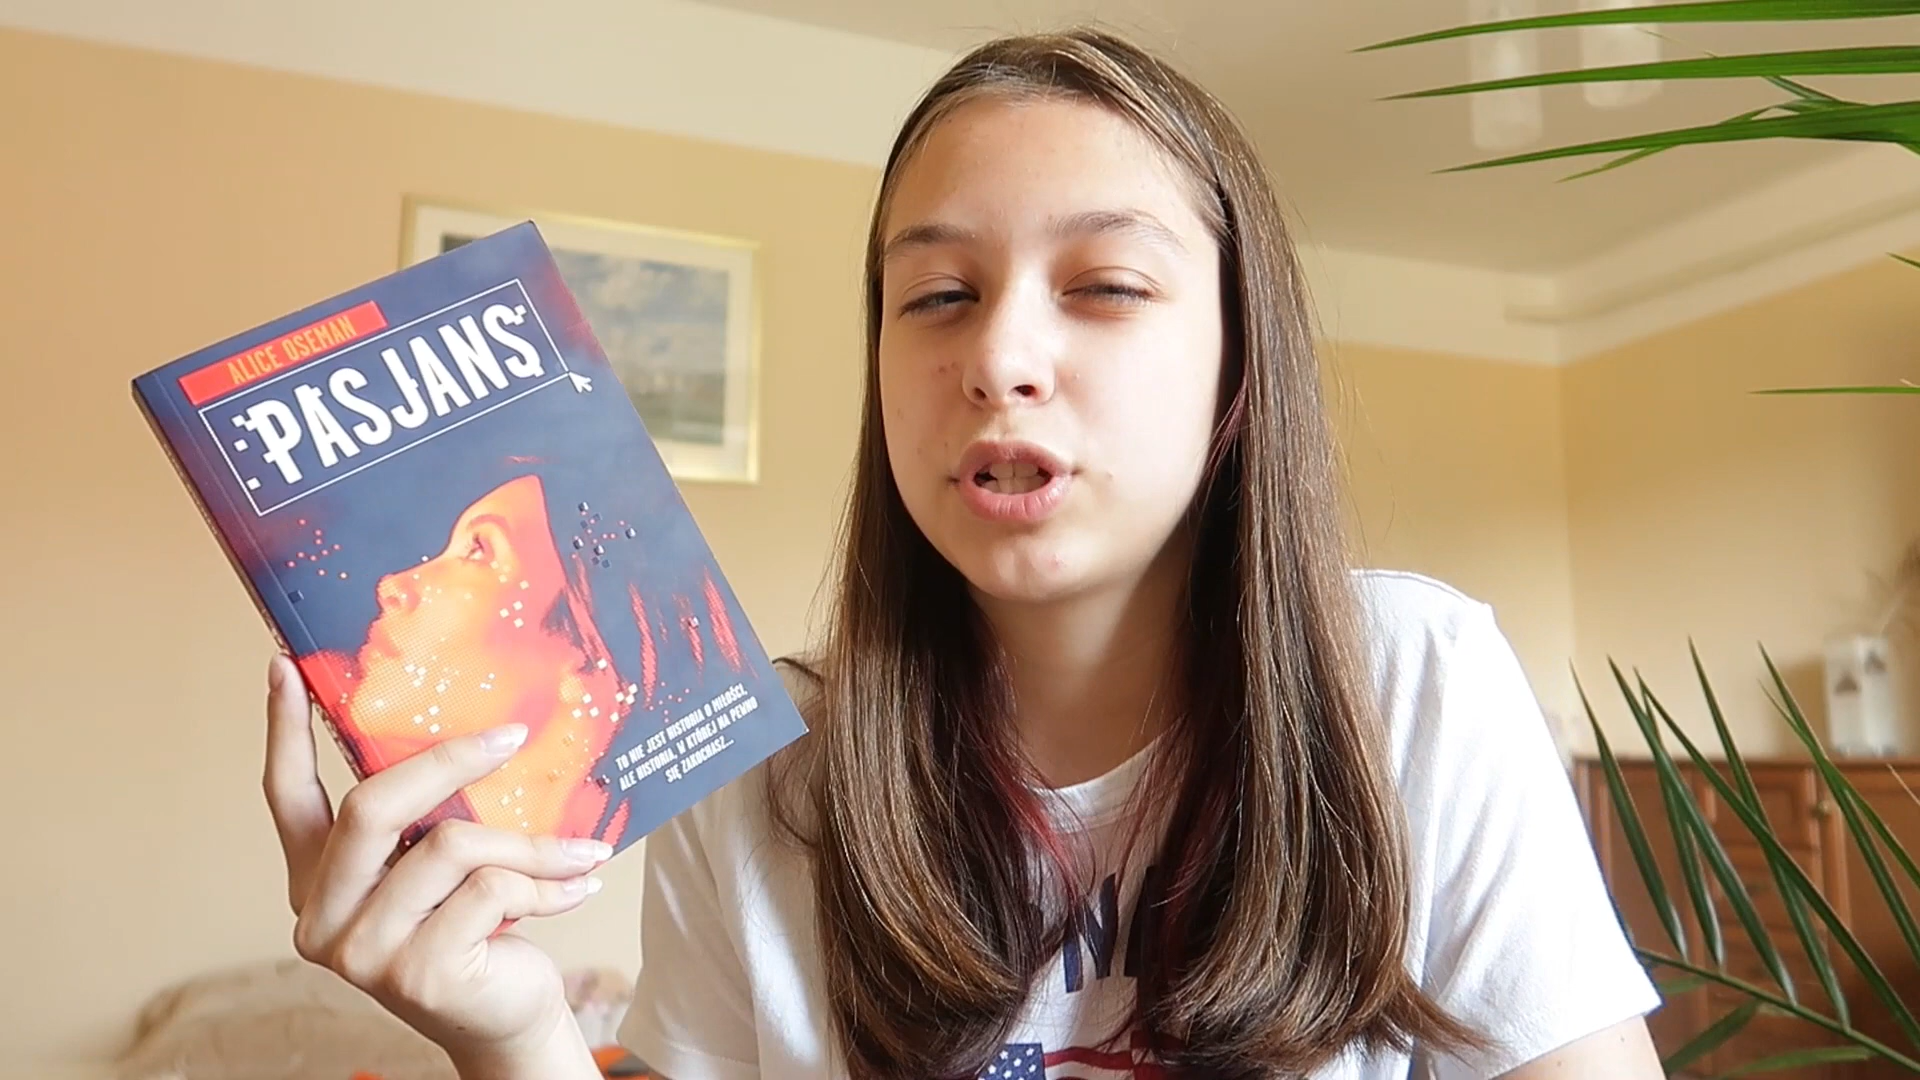 ALICE OSEMAN
PASJANS
TO NIE JEST HISTORIA O MIŁOŚCI,
ALE HISTORIA, W KTÓREJ NA PEWNO
SIĘ ZAKOCHASZ...